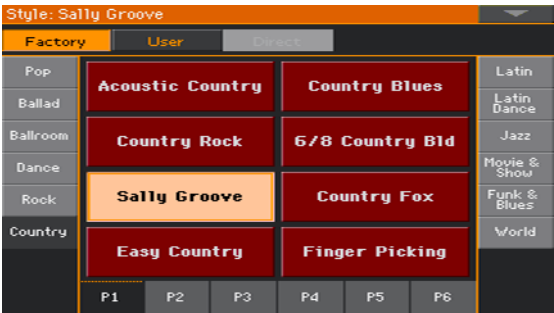 Style: Sally Groove
Factory User Direct
Pop
Ballad
Ballroom
Dance
Rock
Country
Acoustic Country
Country Blues
Country Rock
6/8 Country Bld
Sally Groove
Country Fox
Easy Country
Finger Picking
Latin
Latin
Dance
Jazz
Movie &
Show
Funk &
Blues
World
P1 P2 P3 P4 P5 P6